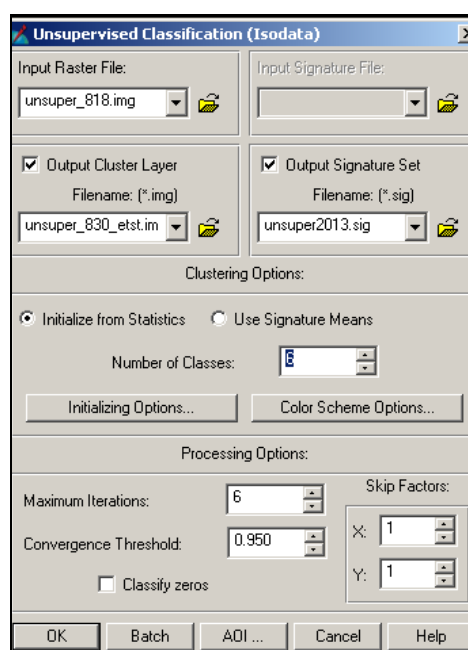 Unsupervised Classification (Isodata)
Input Raster File:
Input Signature File:
unsuper_818.img
Output Cluster Layer
Output Signature Set
Filename: (*.img)
Filename: (*.sig)
unsuper_830_etst.im
unsuper2013.sig
Clustering Options:
Initialize from Statistics
Use Signature Means
Number of Classes:
6
Initializing Options...
Color Scheme Options...
Processing Options:
Maximum Iterations:
6
Skip Factors:
Convergence Threshold:
0.950
X:
1
Classify zeros
Y:
1
OK
Batch
AOI ...
Cancel
Help